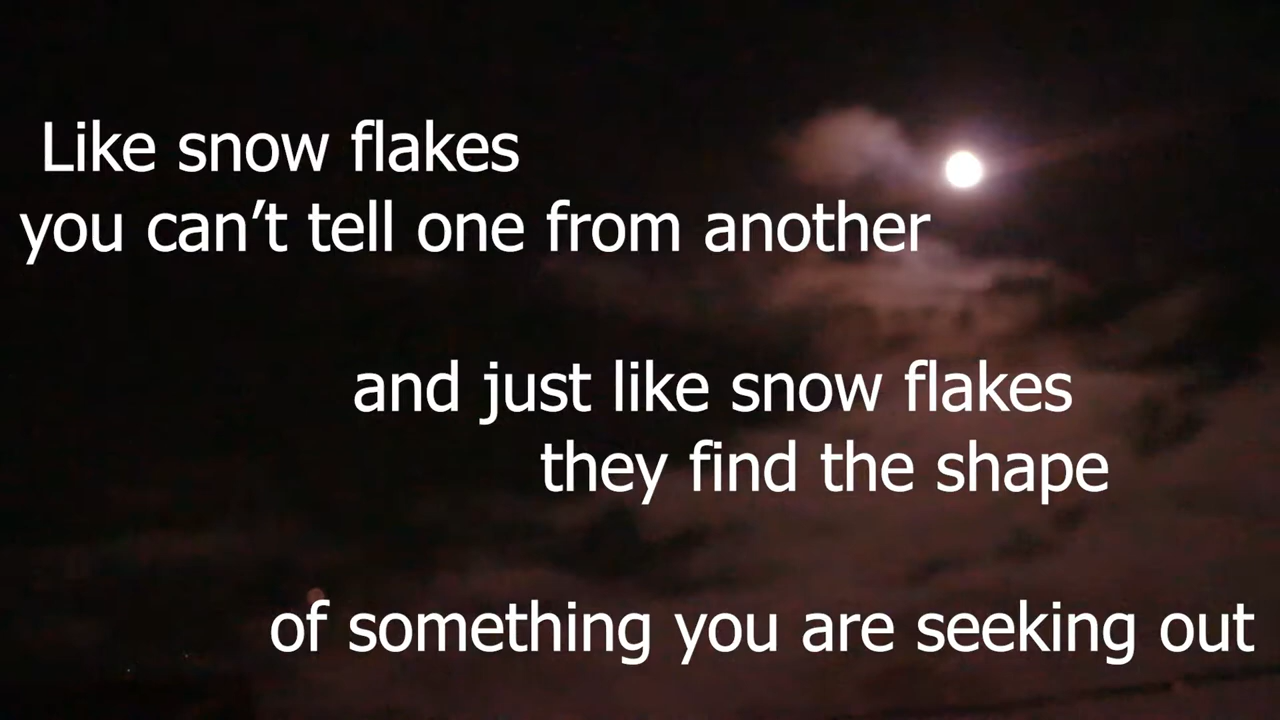 Like snow flakes
you can’t tell one from another
and just like snow flakes
they find the shape
of something you are seeking out